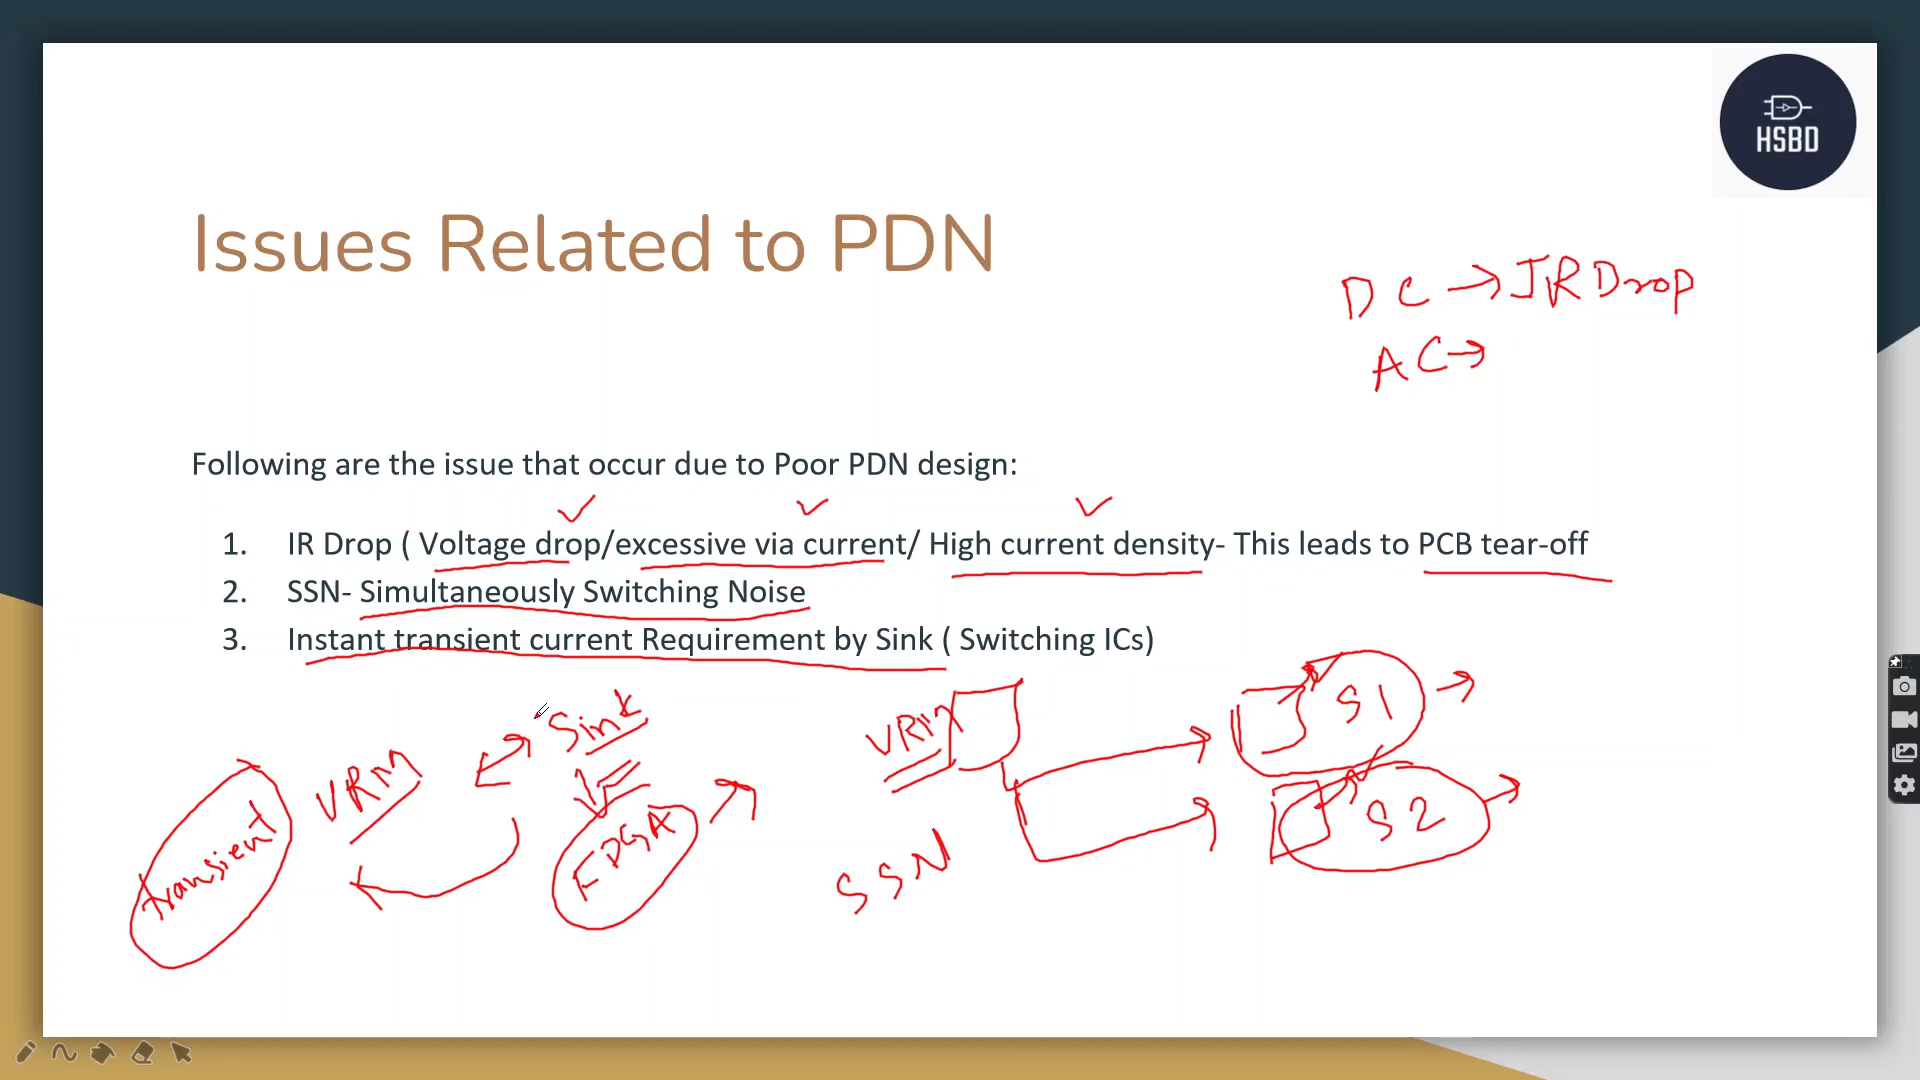 HSBD
Issues Related to PDN
DC → IR Drop
AC →
Following are the issue that occur due to Poor PDN design:
1. IR Drop ( Voltage drop/excessive via current/ High current density- This leads to PCB tear-off
2. SSN- Simultaneously Switching Noise
3. Instant transient current Requirement by Sink ( Switching ICs)
Sink
VRM
S1
VRM
transient
FPGA
S2
SSN